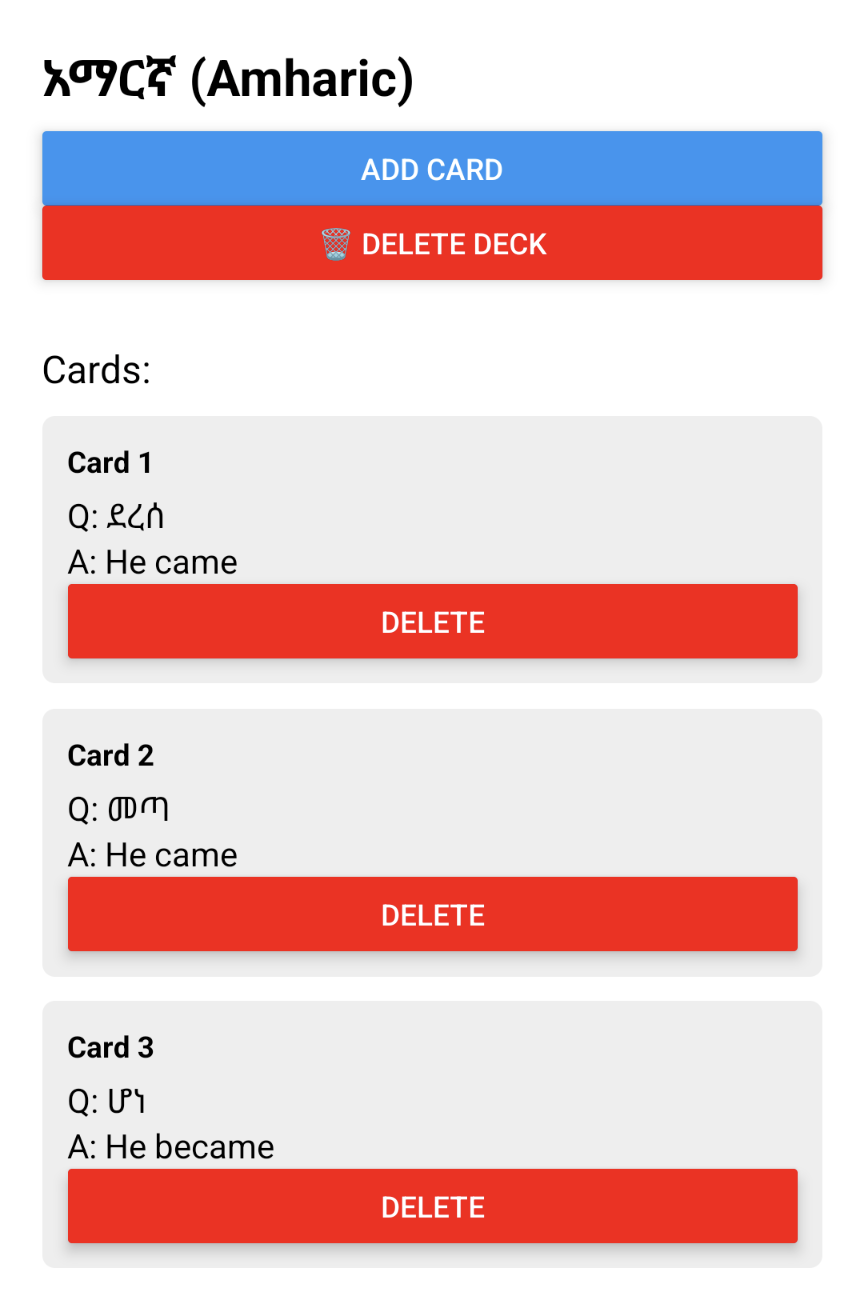 አማርኛ (Amharic)
ADD CARD
🗑️ DELETE DECK
Cards:
Card 1
Q: ደረሰ
A: He came
DELETE
Card 2
Q: መጣ
A: He came
DELETE
Card 3
Q: ሆነ
A: He became
DELETE